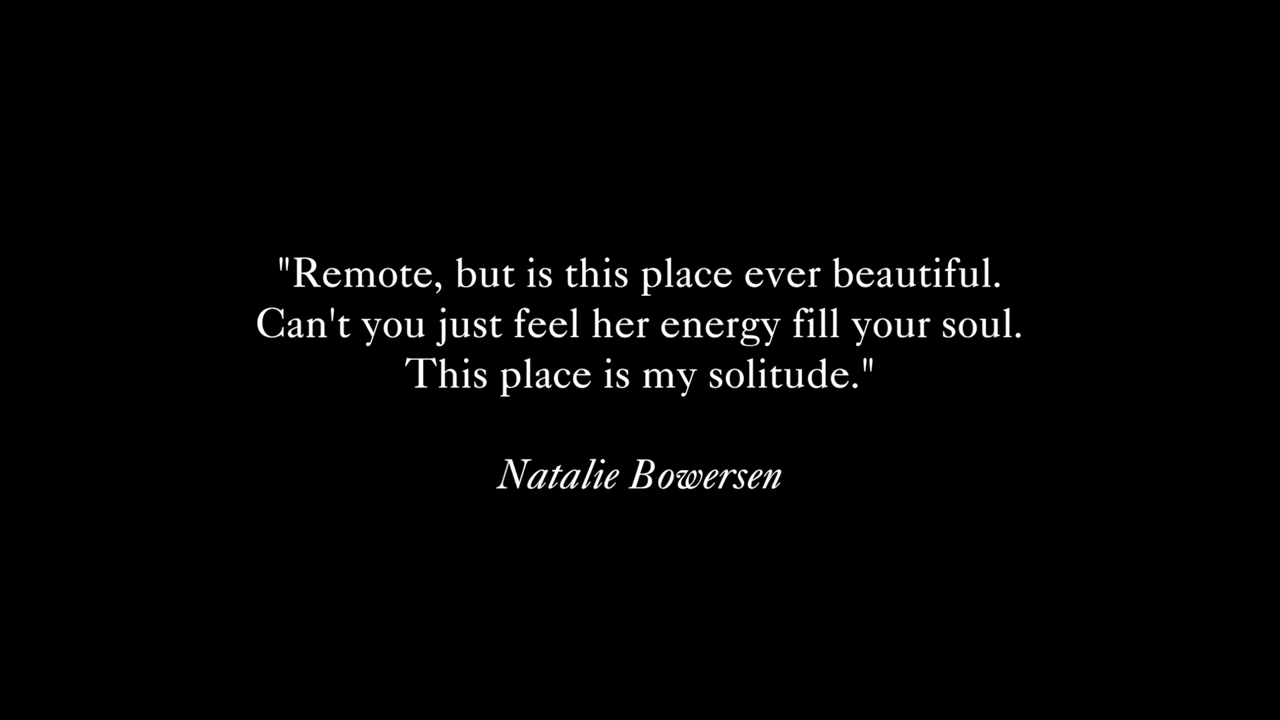 "Remote, but is this place ever beautiful.
Can't you just feel her energy fill your soul.
This place is my solitude."
Natalie Bowersen